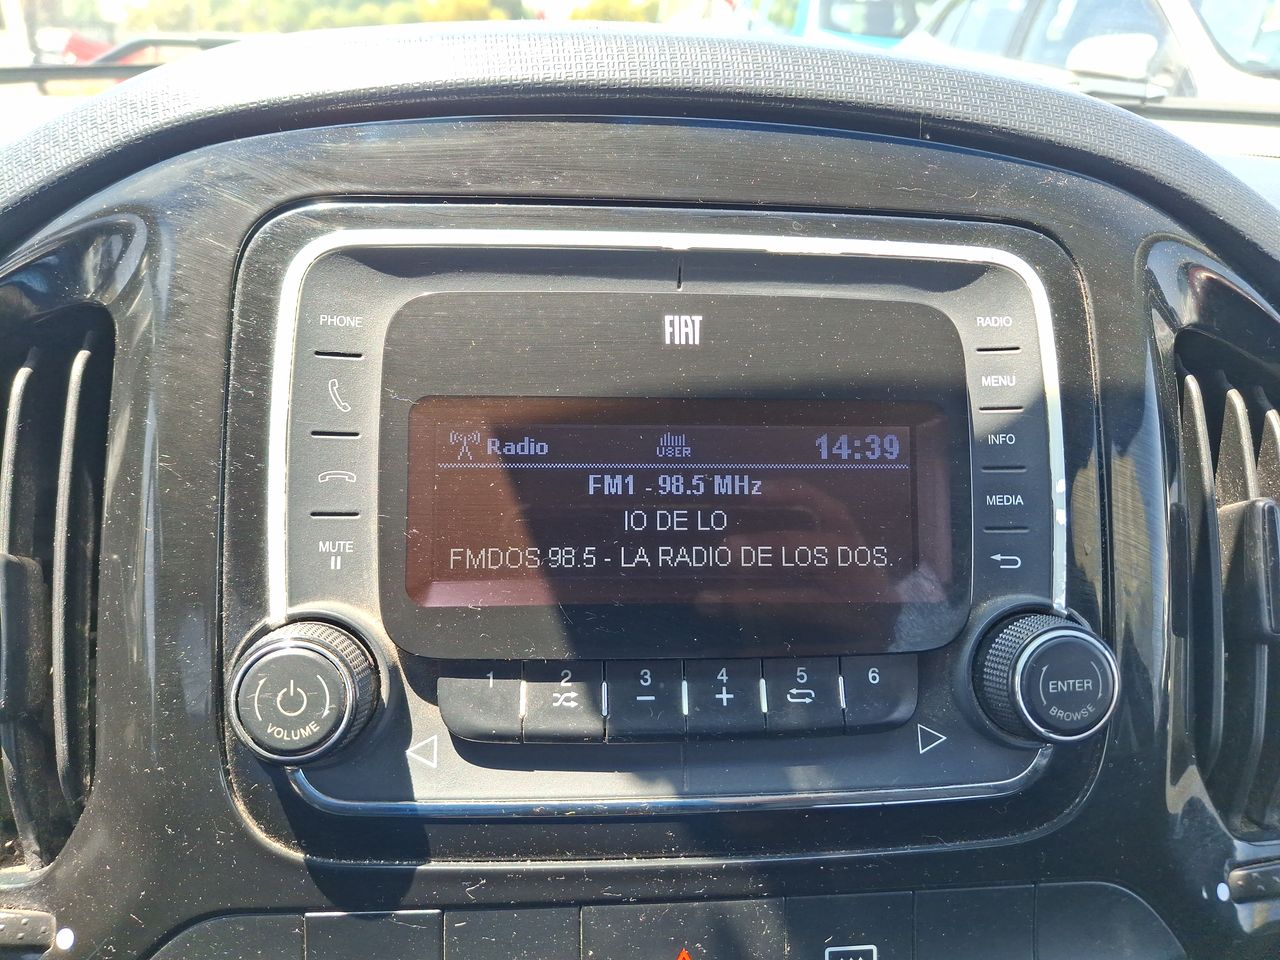 FIAT
PHONE
RADIO
MENU
INFO
MEDIA
MUTE
Radio
USER
14:39
FM1 - 98.5 MHz
IO DE LO
FMDOS 98.5 - LA RADIO DE LOS DOS.
1
2
3
4
5
6
VOLUME
ENTER
BROWSE